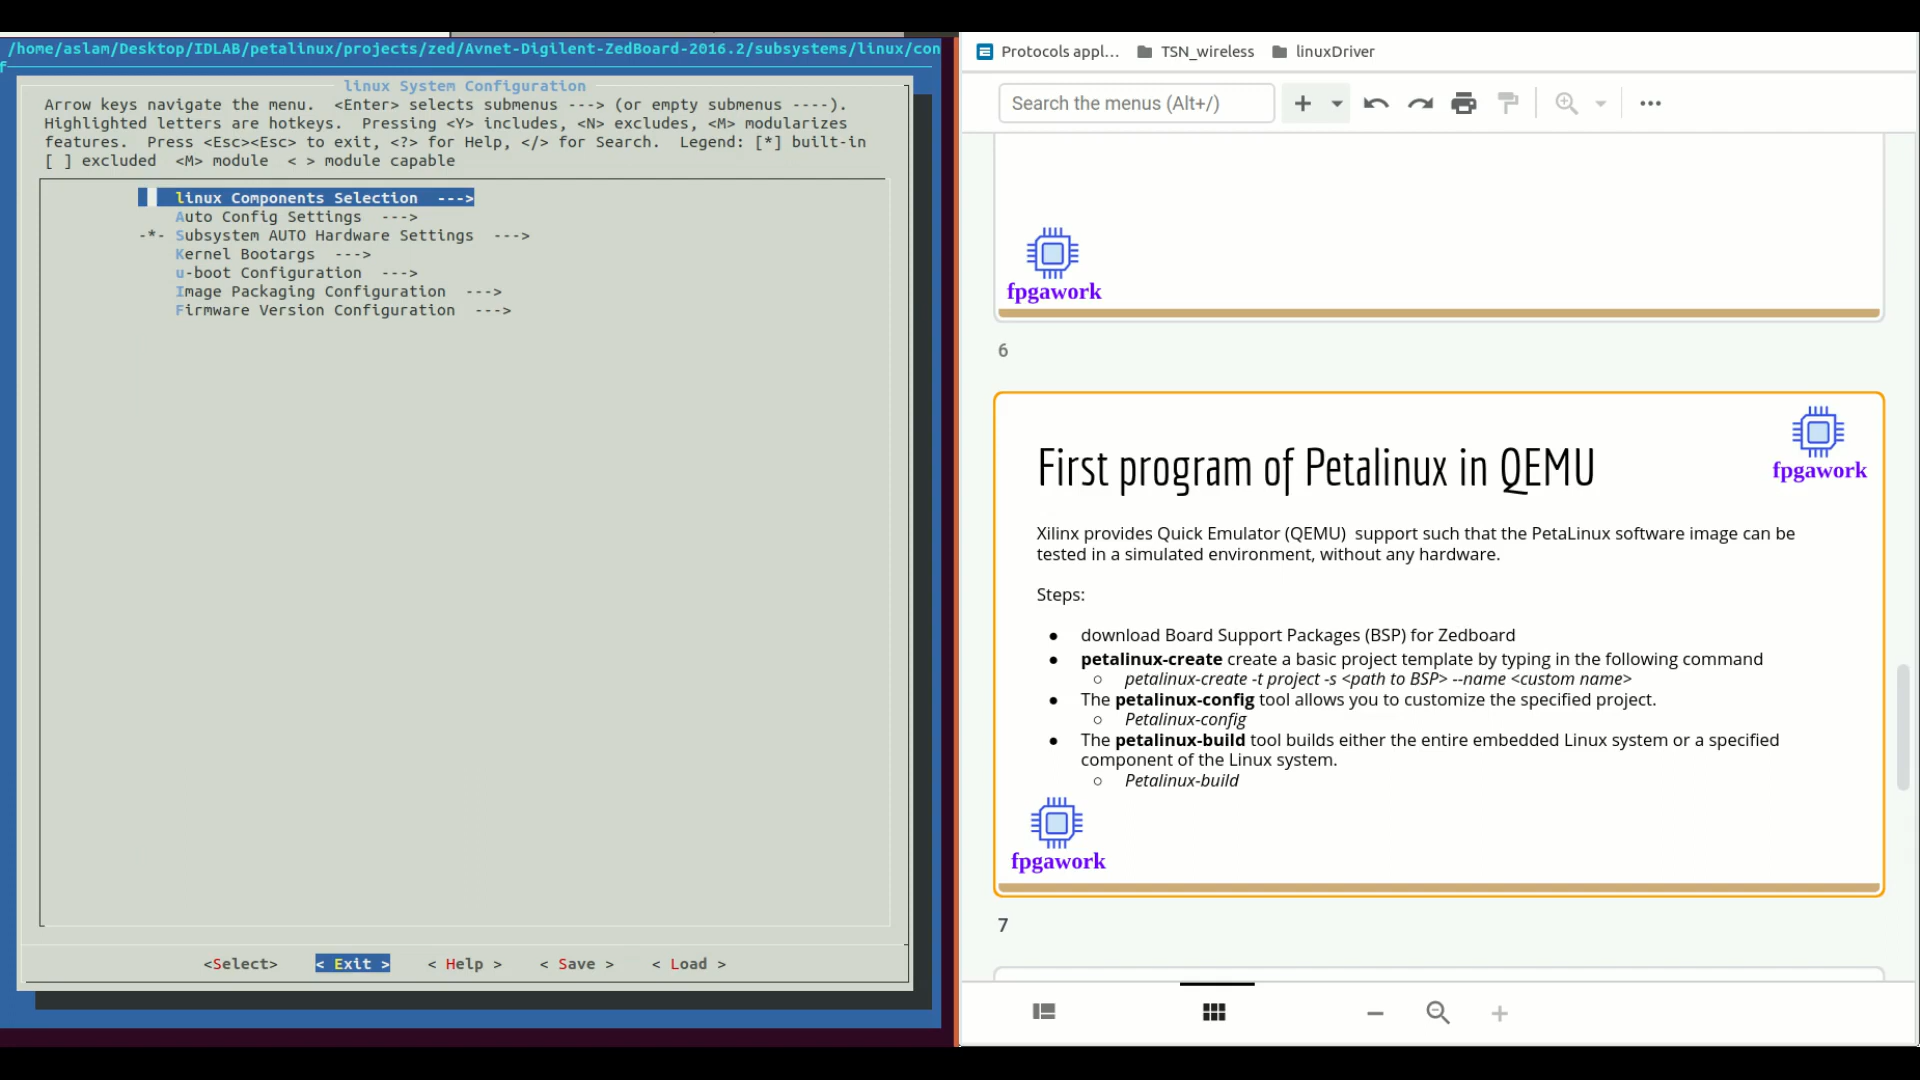 /home/aslam/Desktop/IDLAB/petalinux/projects/zed/Avnet-Digilent-ZedBoard-2016.2/subsystems/linux/con
f
linux System Configuration
Arrow keys navigate the menu.  <Enter> selects submenus ---> (or empty submenus ----).
Highlighted letters are hotkeys.  Pressing <Y> includes, <N> excludes, <M> modularizes
features.  Press <Esc><Esc> to exit, <?> for Help, </> for Search.  Legend: [*] built-in
[ ] excluded  <M> module  < > module capable
linux Components Selection  --->
Auto Config Settings  --->
-*- Subsystem AUTO Hardware Settings  --->
Kernel Bootargs  --->
u-boot Configuration  --->
Image Packaging Configuration  --->
Firmware Version Configuration  --->
<Select>    < Exit >    < Help >    < Save >    < Load >
Protocols appl... TSN_wireless linuxDriver
Search the menus (Alt+/)
fpgawork
6
fpgawork
First program of Petalinux in QEMU
Xilinx provides Quick Emulator (QEMU)  support such that the PetaLinux software image can be
tested in a simulated environment, without any hardware.
Steps:
● download Board Support Packages (BSP) for Zedboard
● petalinux-create create a basic project template by typing in the following command
○ petalinux-create -t project -s <path to BSP> --name <custom name>
● The petalinux-config tool allows you to customize the specified project.
○ Petalinux-config
● The petalinux-build tool builds either the entire embedded Linux system or a specified
component of the Linux system.
○ Petalinux-build
fpgawork
7